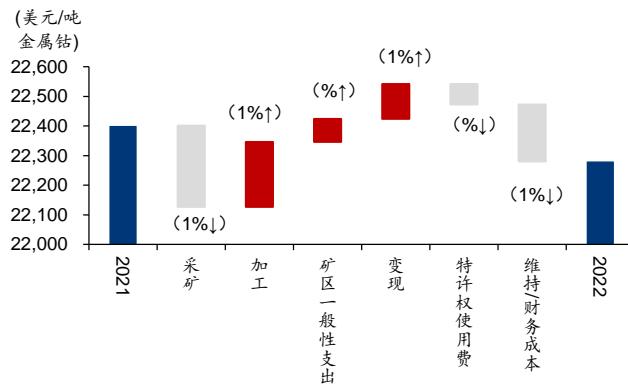 (美元/吨
金属钴)
22,600
22,500
22,400
22,300
22,200
22,100
22,000
(1%↓)
(1%↑)
(%↑)
(1%↑)
(%↓)
(1%↓)
2021
采矿
加工
矿区一般性支出
变现
特许权使用费
维持/财务成本
2022